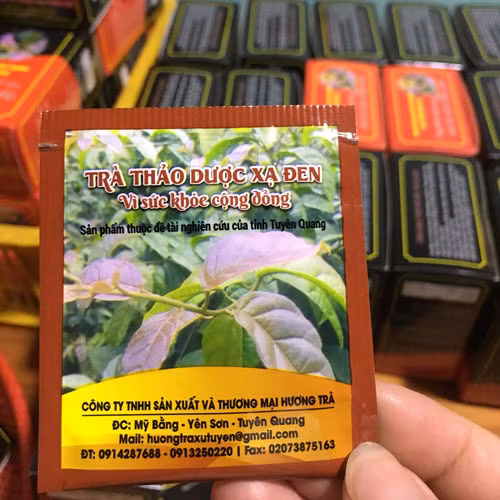 TRÀ THẢO DƯỢC XẠ ĐEN
Vì sức khỏe cộng đồng
Sản phẩm thuộc đề tài nghiên cứu của tỉnh Tuyên Quang
CÔNG TY TNHH SẢN XUẤT VÀ THƯƠNG MẠI HƯƠNG TRÀ
ĐC: Mỹ Bằng - Yên Sơn - Tuyên Quang
Mail: huongtraxutuyen@gmail.com
ĐT: 0914287688 - 0913250220 | Fax: 02073875163